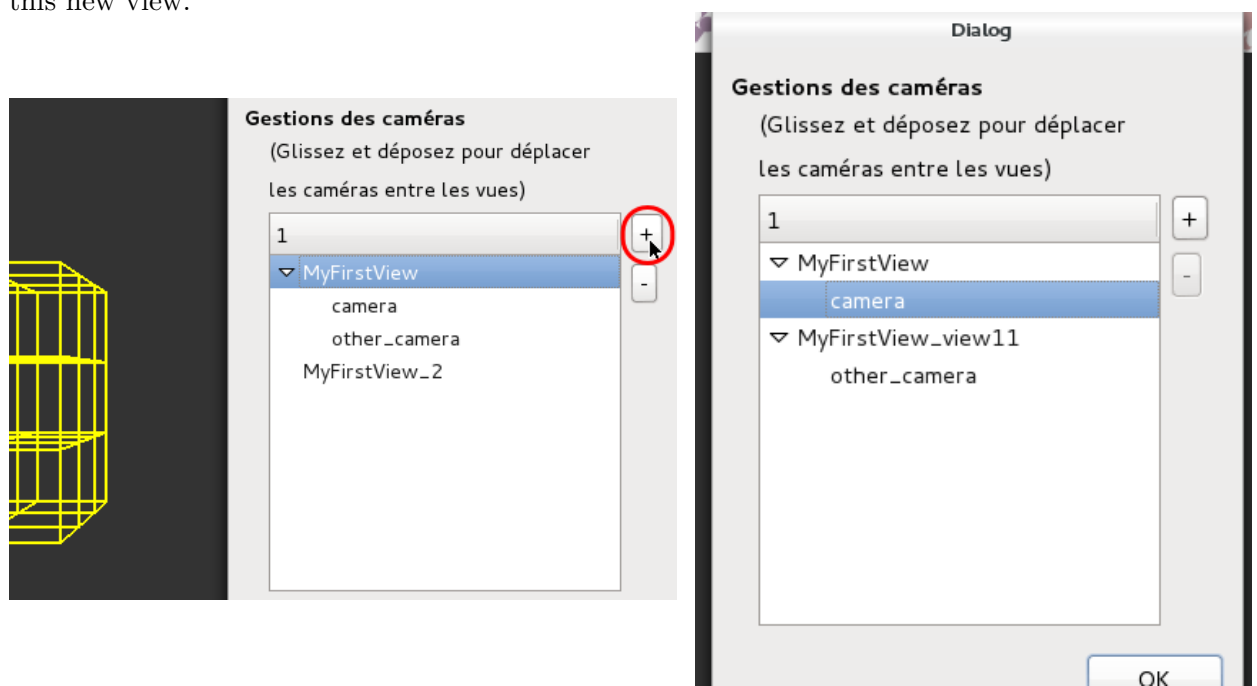 this new view.
Gestions des caméras
(Glissez et déposez pour déplacer
les caméras entre les vues)
1
+
MyFirstView
-
camera
other_camera
MyFirstView_2
Dialog
Gestions des caméras
(Glissez et déposez pour déplacer
les caméras entre les vues)
1
+
MyFirstView
-
camera
MyFirstView_view11
other_camera
OK